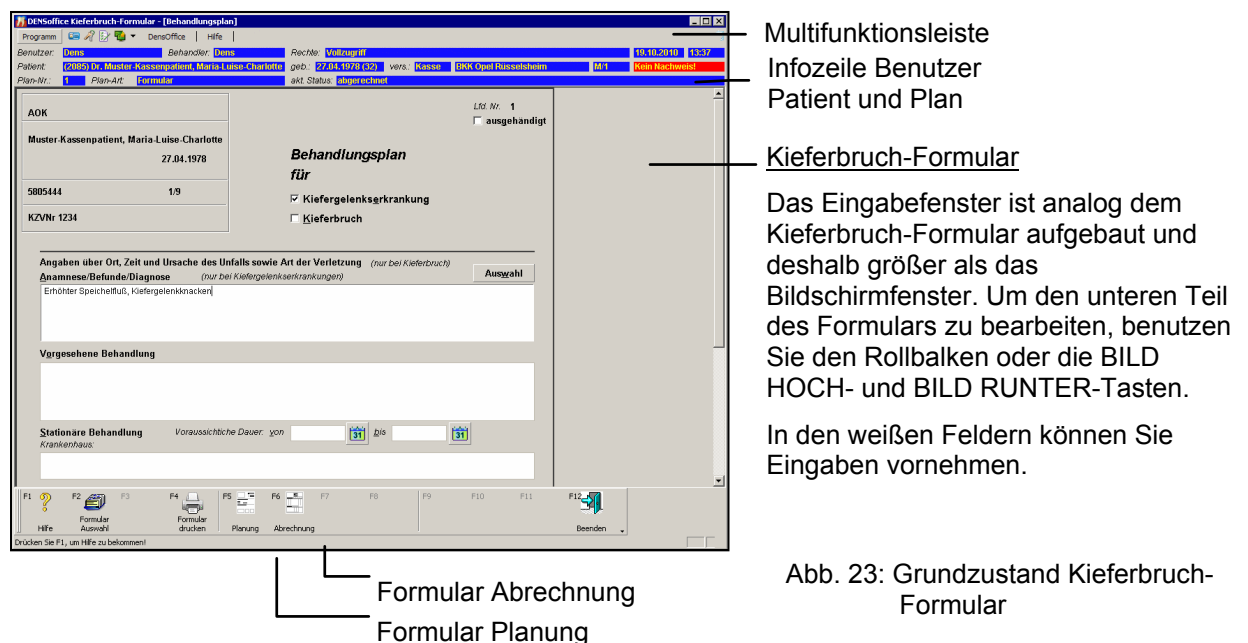 DENSoffice Kieferbruch-Formular - [Behandlungsplan]
Programm DensOffice Hilfe
Benutzer: Dens Behandler: Dens Rechte: Vollzugriff 19.10.2010 13:37
Patient: (2085) Dr. Muster-Kassenpatient, Maria-Luise-Charlotte geb.: 27.04.1978 (32) vers.: Kasse BKK Opel Rüsselsheim M/1 Kein Nachweis!
Plan-Nr.: 1 Plan-Art: Formular akt. Status: abgerechnet
AOK
Muster-Kassenpatient, Maria-Luise-Charlotte
27.04.1978
5805444 1/9
KZVNr 1234
Lfd. Nr. 1
ausgehändigt
Behandlungsplan
für
Kiefergelenkserkrankung
Kieferbruch
Angaben über Ort, Zeit und Ursache des Unfalls sowie Art der Verletzung (nur bei Kieferbruch)
Anamnese/Befunde/Diagnose (nur bei Kiefergelenkserkrankungen)
Auswahl
Erhöhter Speichelfluß, Kiefergelenkknacken
Vorgesehene Behandlung
Stationäre Behandlung Voraussichtiche Dauer: von 31 bis 31
Krankenhaus:
F1 F2 F3 F4 F5 F6 F7 F8 F9 F10 F11 F12
Hilfe Formular Auswahl Formular drucken Planung Abrechnung Beenden
Drücken Sie F1, um Hilfe zu bekommen!
Multifunktionsleiste
Infozeile Benutzer
Patient und Plan
Kieferbruch-Formular
Das Eingabefenster ist analog dem
Kieferbruch-Formular aufgebaut und
deshalb größer als das
Bildschirmfenster. Um den unteren Teil
des Formulars zu bearbeiten, benutzen
Sie den Rollbalken oder die BILD
HOCH- und BILD RUNTER-Tasten.
In den weißen Feldern können Sie
Eingaben vornehmen.
Formular Abrechnung
Formular Planung
Abb. 23: Grundzustand Kieferbruch-
Formular